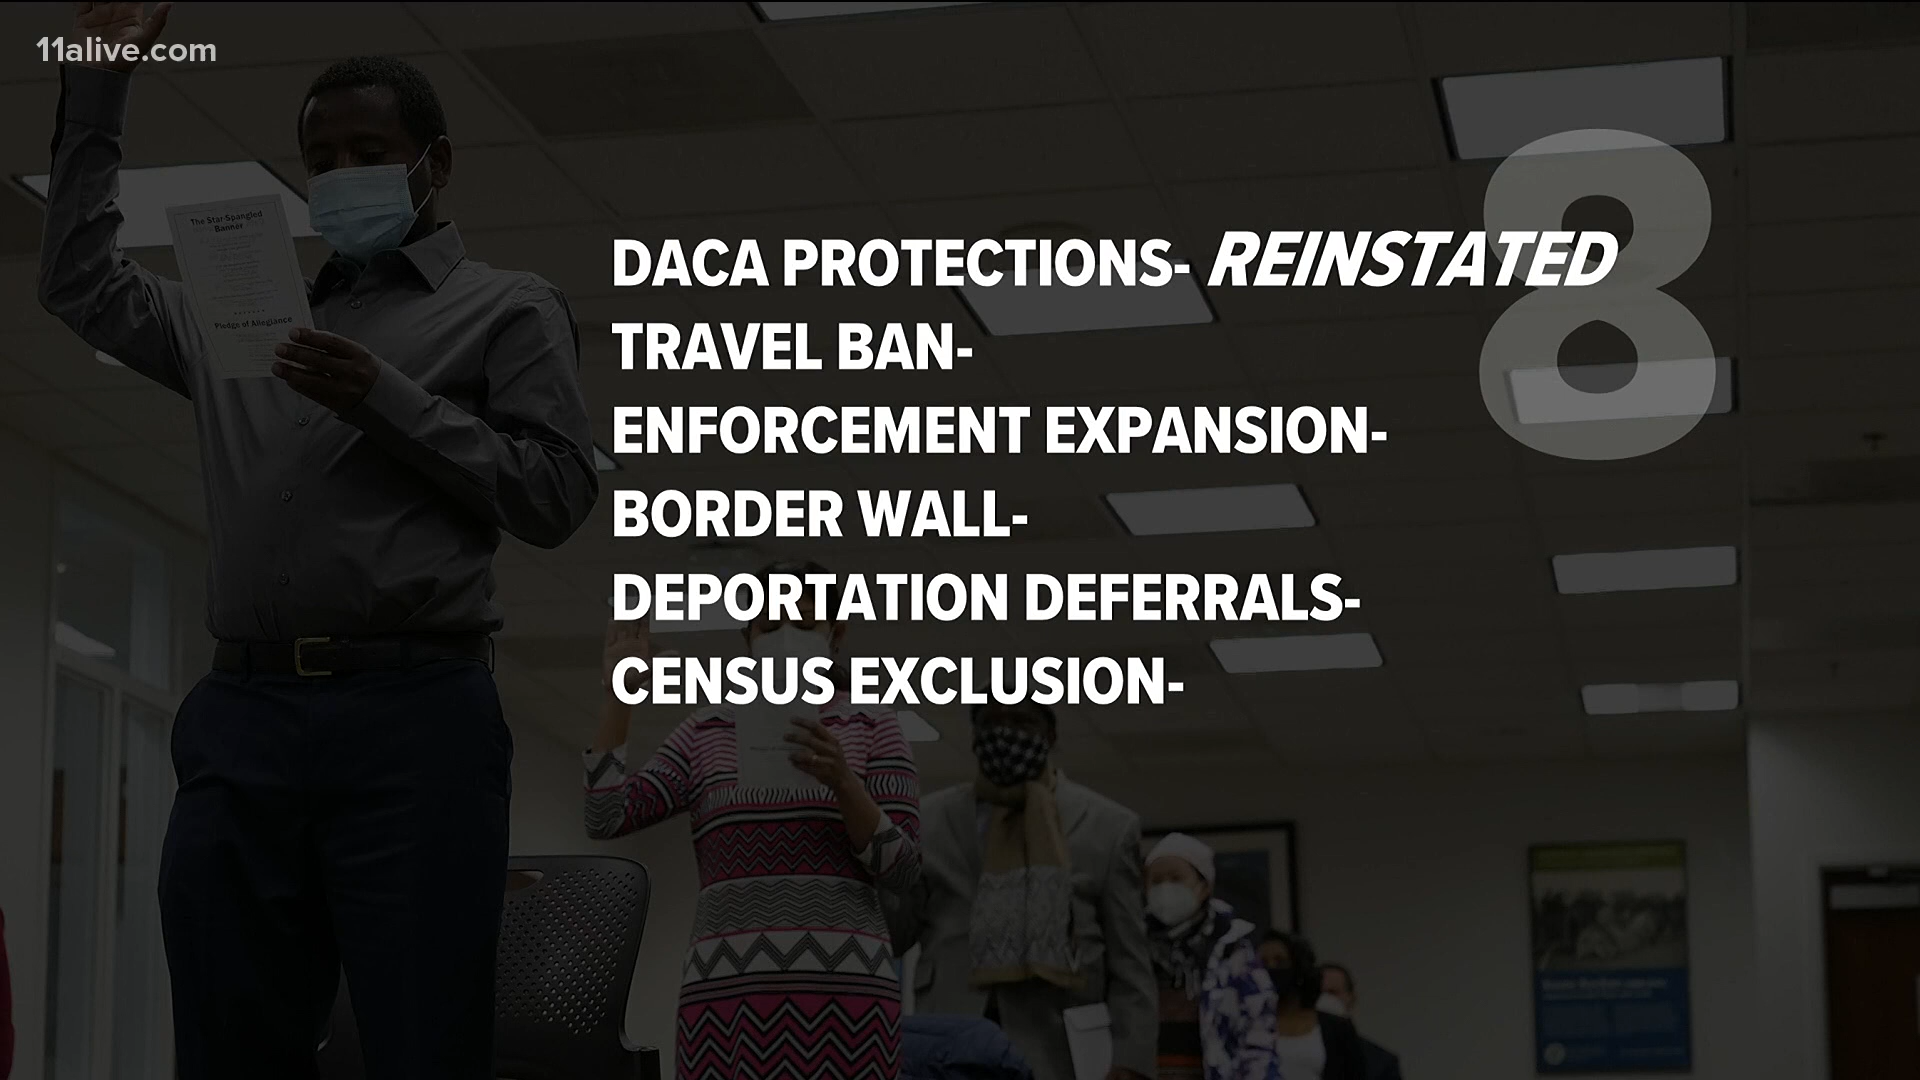 11alive.com
8
DACA PROTECTIONS- REINSTATED
TRAVEL BAN-
ENFORCEMENT EXPANSION-
BORDER WALL-
DEPORTATION DEFERRALS-
CENSUS EXCLUSION-
The Star-Spangled
Banner
Pledge of Allegiance